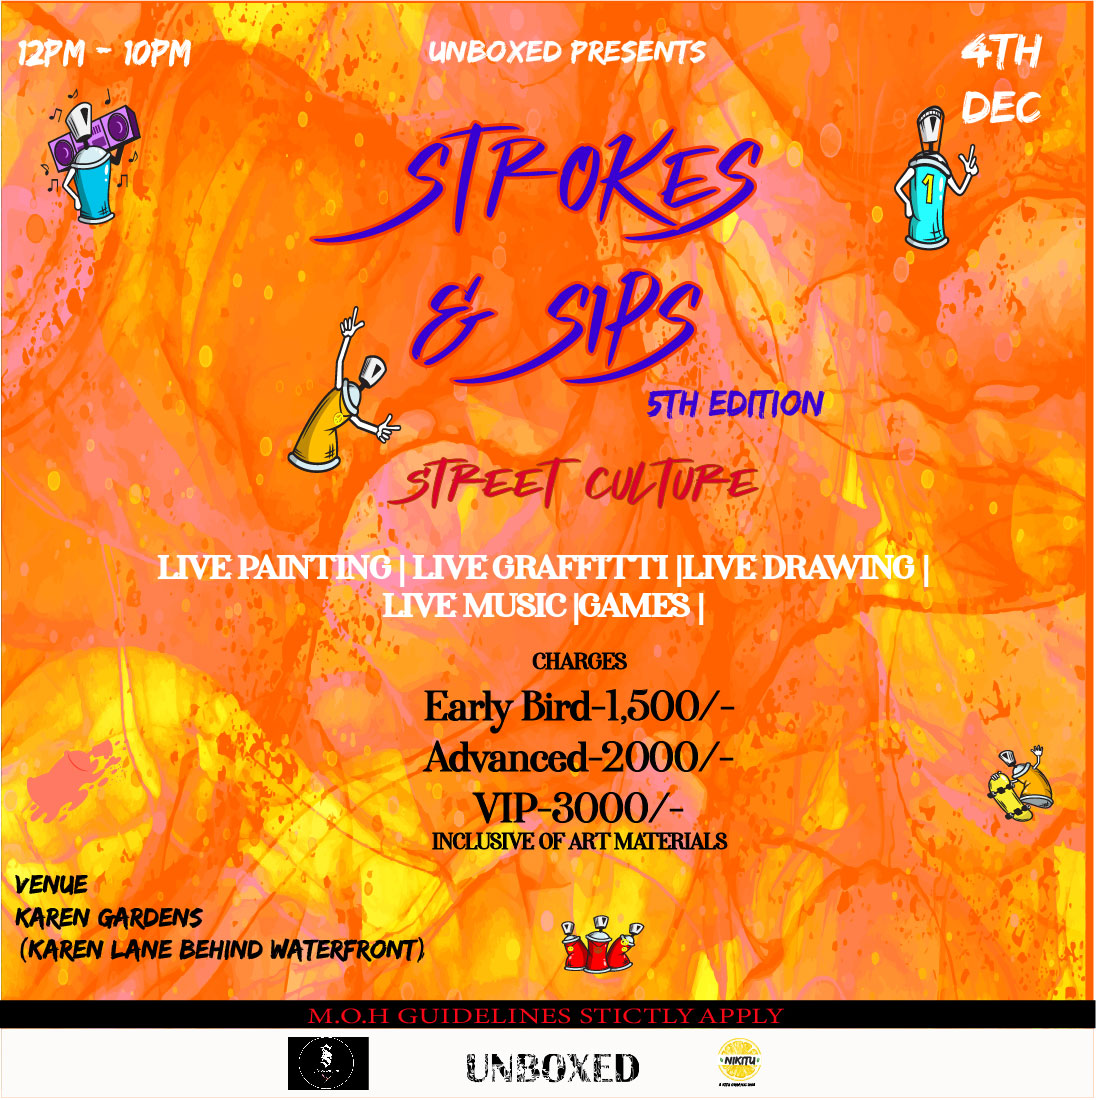 12PM - 10PM
UNBOXED PRESENTS
4TH
DEC
STROKES
& SIPS
5TH EDITION
STREET CULTURE
LIVE PAINTING | LIVE GRAFFITTI |LIVE DRAWING |
LIVE MUSIC |GAMES |
CHARGES
Early Bird-1,500/-
Advanced-2000/-
VIP-3000/-
INCLUSIVE OF ART MATERIALS
1
VENUE
KAREN GARDENS
(KAREN LANE BEHIND WATERFRONT)
M.O.H GUIDELINES STICTLY APPLY
UNBOXED
NIKITU